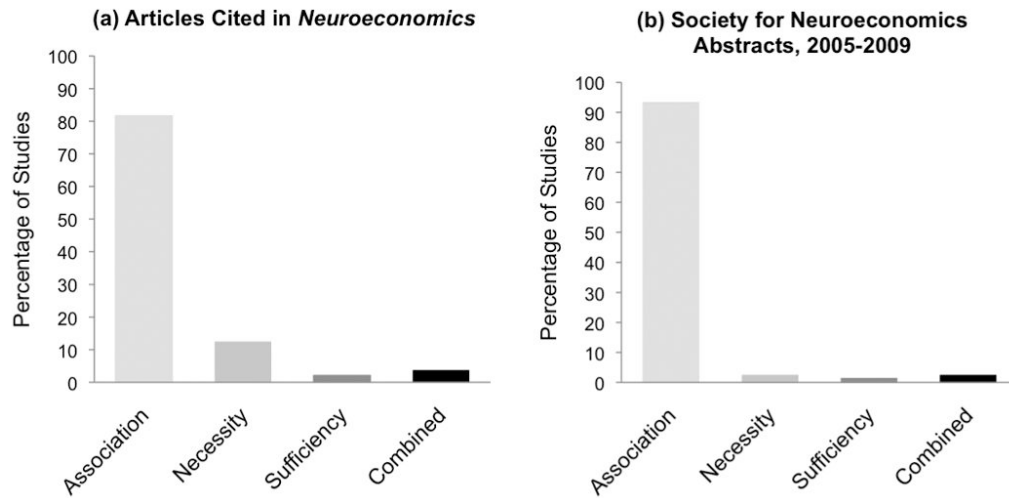 (a) Articles Cited in Neuroeconomics
Percentage of Studies
100
90
80
70
60
50
40
30
20
10
0
Association
Necessity
Sufficiency
Combined
(b) Society for Neuroeconomics
Abstracts, 2005-2009
Percentage of Studies
100
90
80
70
60
50
40
30
20
10
0
Association
Necessity
Sufficiency
Combined